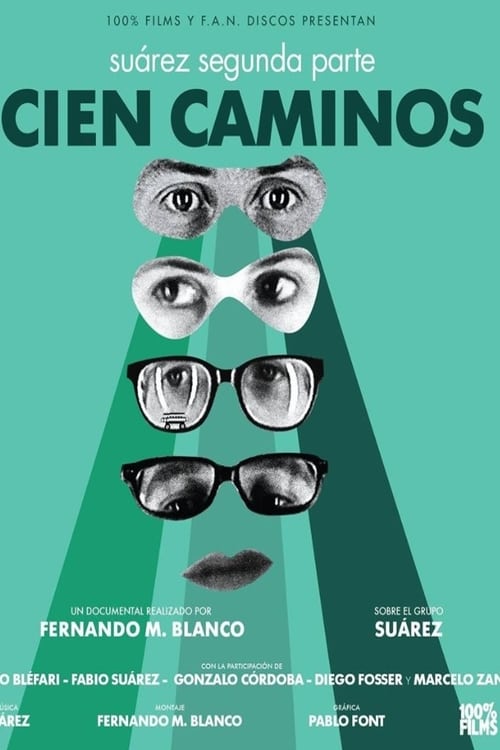 100% FILMS Y F.A.N. DISCOS PRESENTAN
suárez segunda parte
CIEN CAMINOS
UN DOCUMENTAL REALIZADO POR
FERNANDO M. BLANCO
SOBRE EL GRUPO
SUÁREZ
CON LA PARTICIPACIÓN DE
O BLÉFARI - FABIO SUÁREZ - GONZALO CÓRDOBA - DIEGO FOSSER Y MARCELO ZAN
ÚSICA
ÁREZ
MONTAJE
FERNANDO M. BLANCO
GRÁFICA
PABLO FONT
100%
FILMS